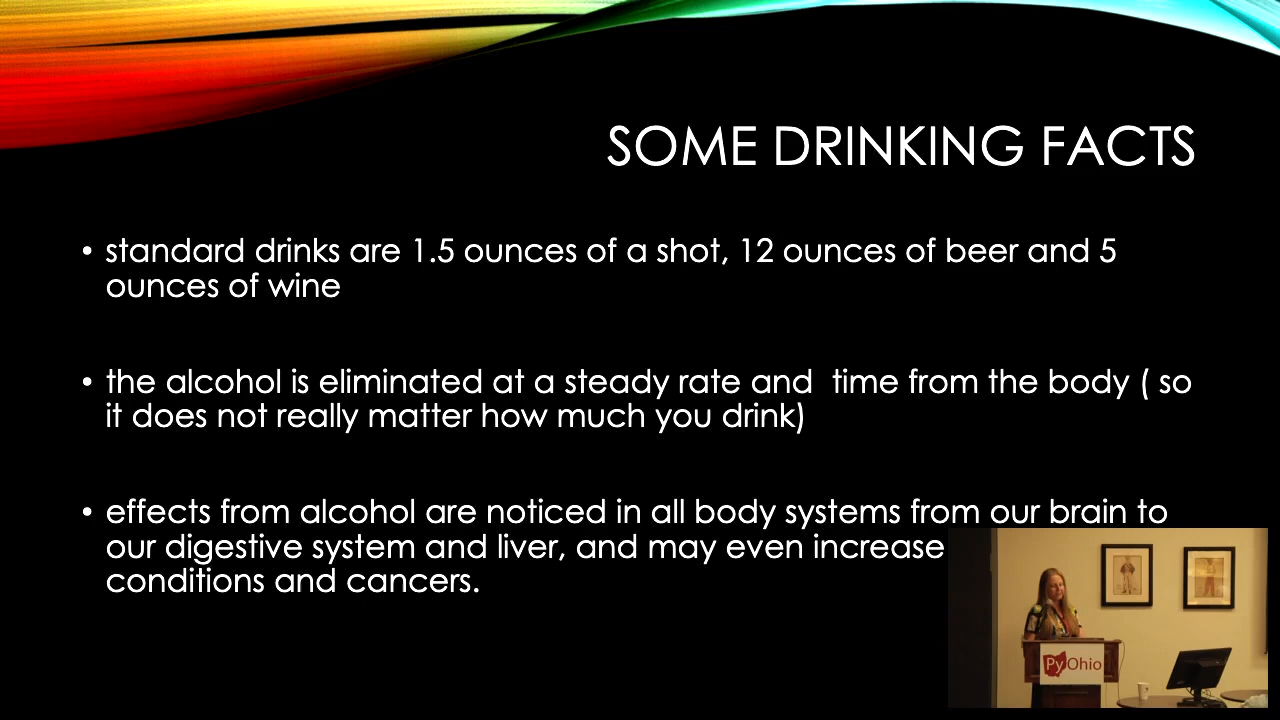 SOME DRINKING FACTS
• standard drinks are 1.5 ounces of a shot, 12 ounces of beer and 5
ounces of wine
• the alcohol is eliminated at a steady rate and  time from the body ( so
it does not really matter how much you drink)
• effects from alcohol are noticed in all body systems from our brain to
our digestive system and liver, and may even increase
conditions and cancers.
PyOhio